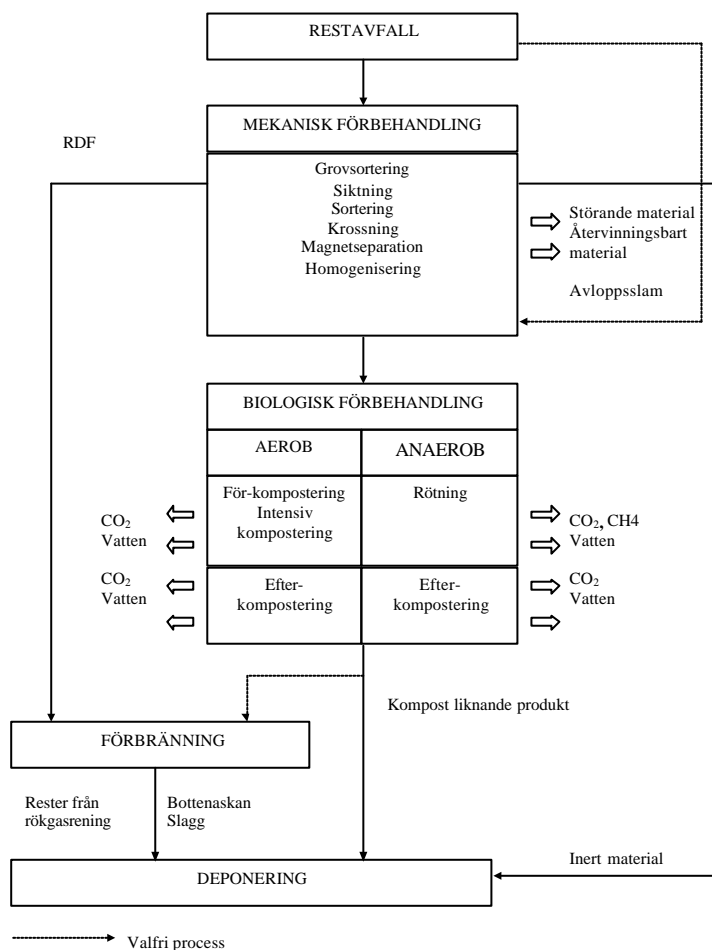 RESTAVFALL
MEKANISK FÖRBEHANDLING
RDF
Grovsortering
Siktning
Sortering
Krossning
Magnetseparation
Homogenisering
Störande material
Återvinningsbart
material
Avloppsslam
BIOLOGISK FÖRBEHANDLING
AEROB
ANAEROB
För-kompostering
Intensiv
kompostering
Rötning
CO₂
Vatten
CO₂, CH4
Vatten
Efter-
kompostering
Efter-
kompostering
CO₂
Vatten
CO₂
Vatten
Kompost liknande produkt
FÖRBRÄNNING
Rester från
rökgasrening
Bottenaskan
Slagg
Inert material
DEPONERING
Valfri process